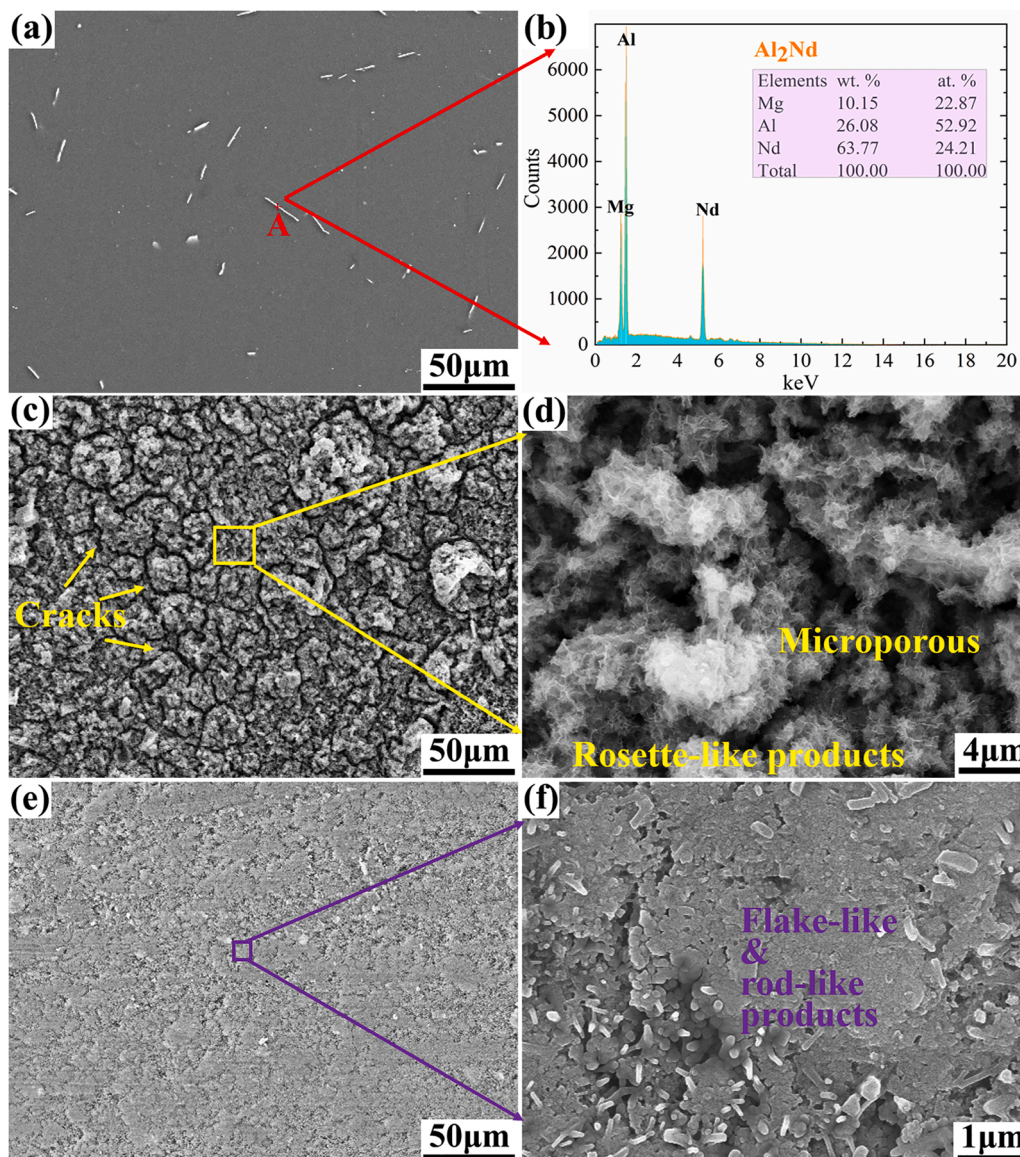 (a)
A
50μm
(b)
Al
Al₂Nd
Elements wt. % at. %
Mg 10.15 22.87
Al 26.08 52.92
Nd 63.77 24.21
Total 100.00 100.00
Mg
Nd
Counts
6000
5000
4000
3000
2000
1000
0
0 2 4 6 8 10 12 14 16 18 20
keV
(c)
Cracks
50μm
(d)
Microporous
Rosette-like products
4μm
(e)
50μm
(f)
Flake-like
&
rod-like
products
1μm